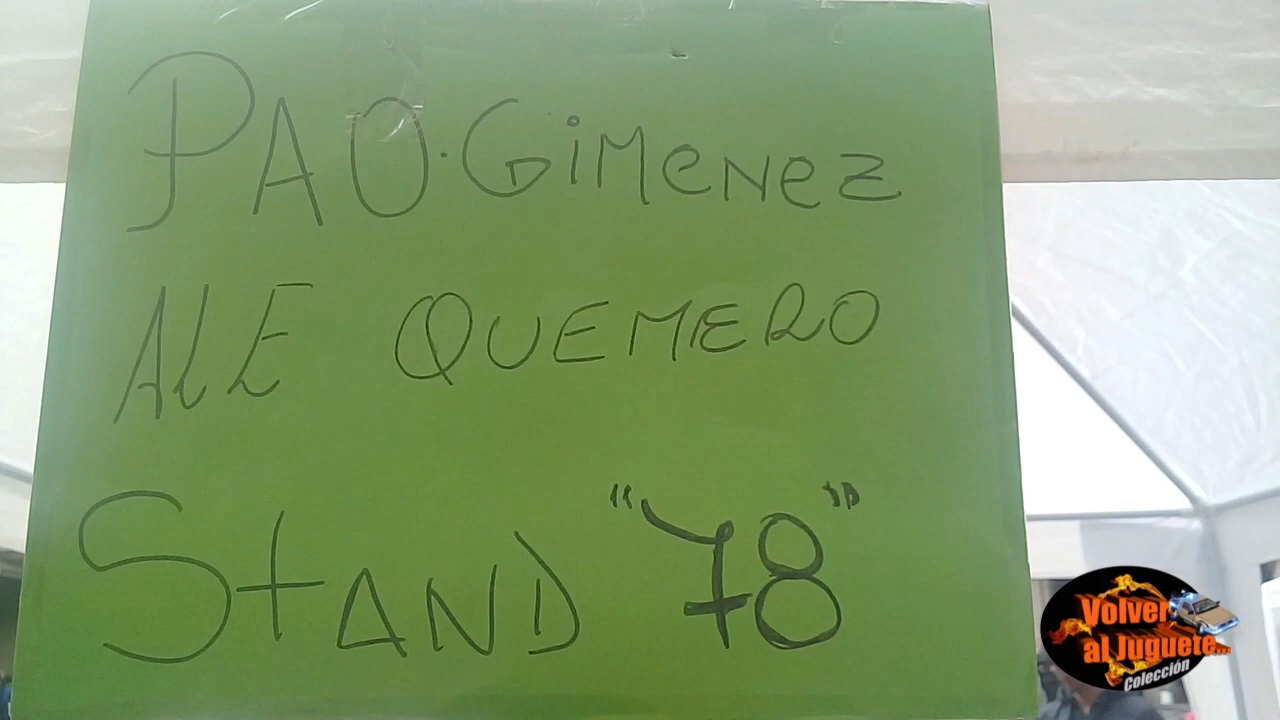 PAO.GiMeNez
ALE QUEMERO
StAND "78"
Volver
al Juguete...
Colección